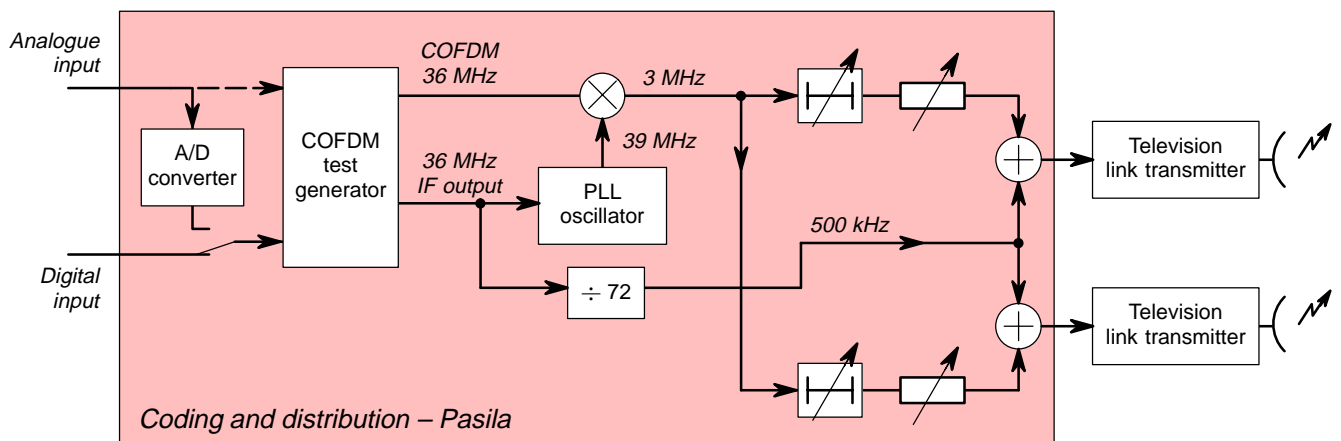 Analogue
input
COFDM
36 MHz
3 MHz
A/D
converter
COFDM
test
generator
39 MHz
36 MHz
IF output
PLL
oscillator
Television
link transmitter
500 kHz
Digital
input
÷ 72
Television
link transmitter
Coding and distribution – Pasila